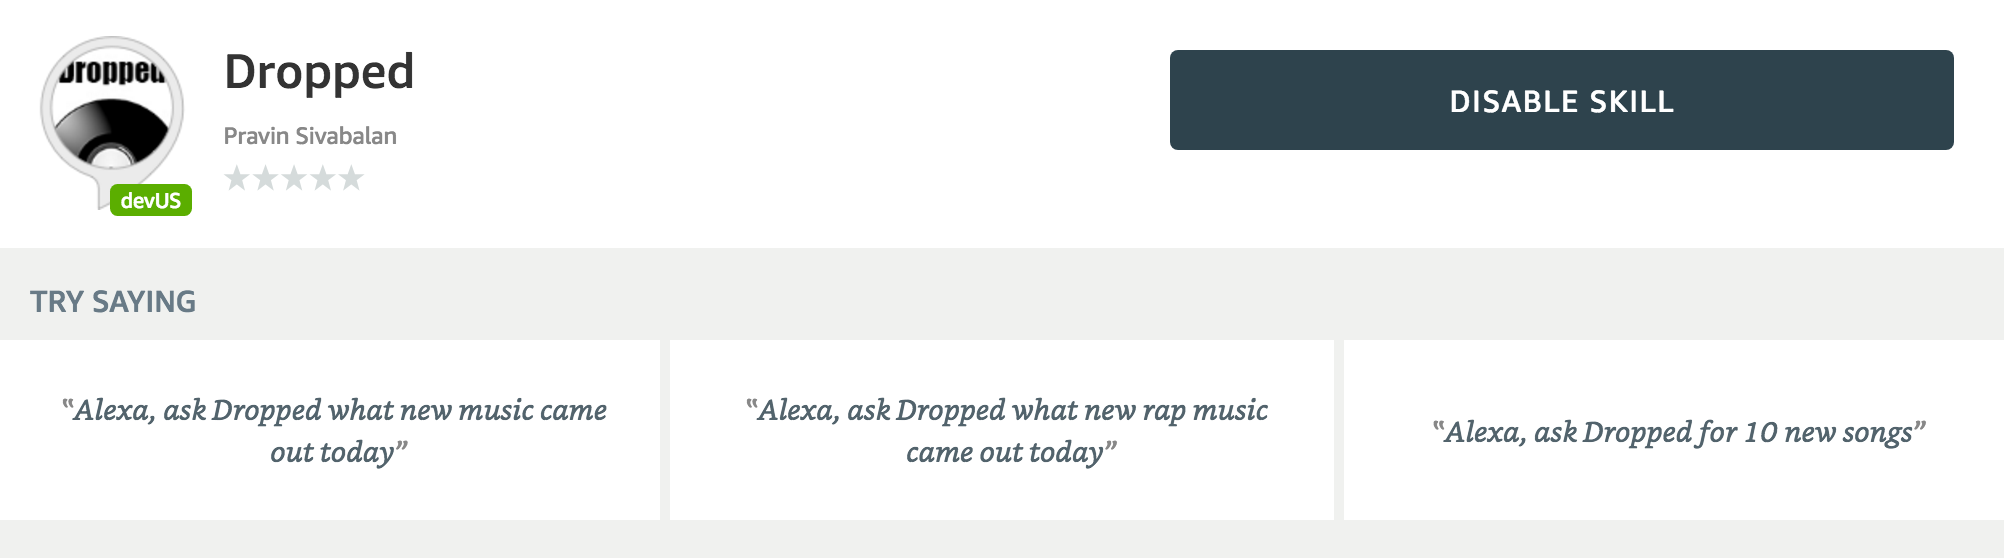 Dropped
Dropped
Pravin Sivabalan
devUS
DISABLE SKILL
TRY SAYING
“Alexa, ask Dropped what new music came
out today”
“Alexa, ask Dropped what new rap music
came out today”
“Alexa, ask Dropped for 10 new songs”